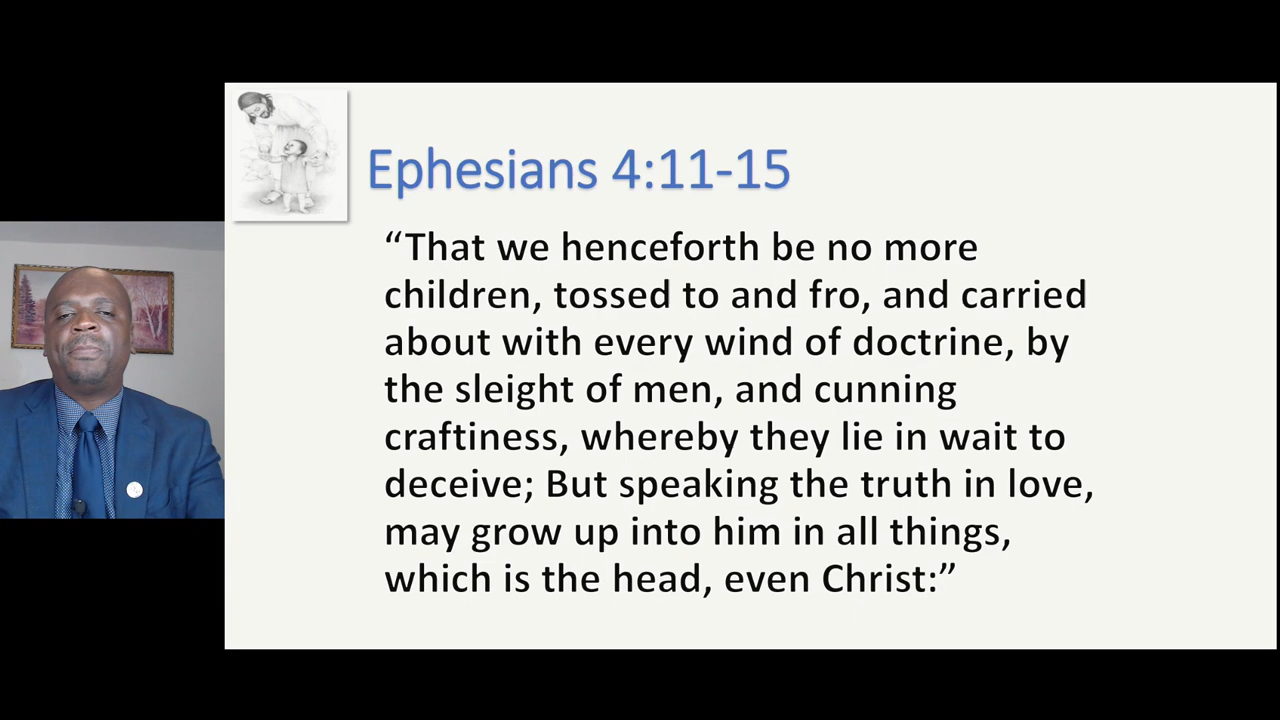 Ephesians 4:11-15
“That we henceforth be no more
children, tossed to and fro, and carried
about with every wind of doctrine, by
the sleight of men, and cunning
craftiness, whereby they lie in wait to
deceive; But speaking the truth in love,
may grow up into him in all things,
which is the head, even Christ:”